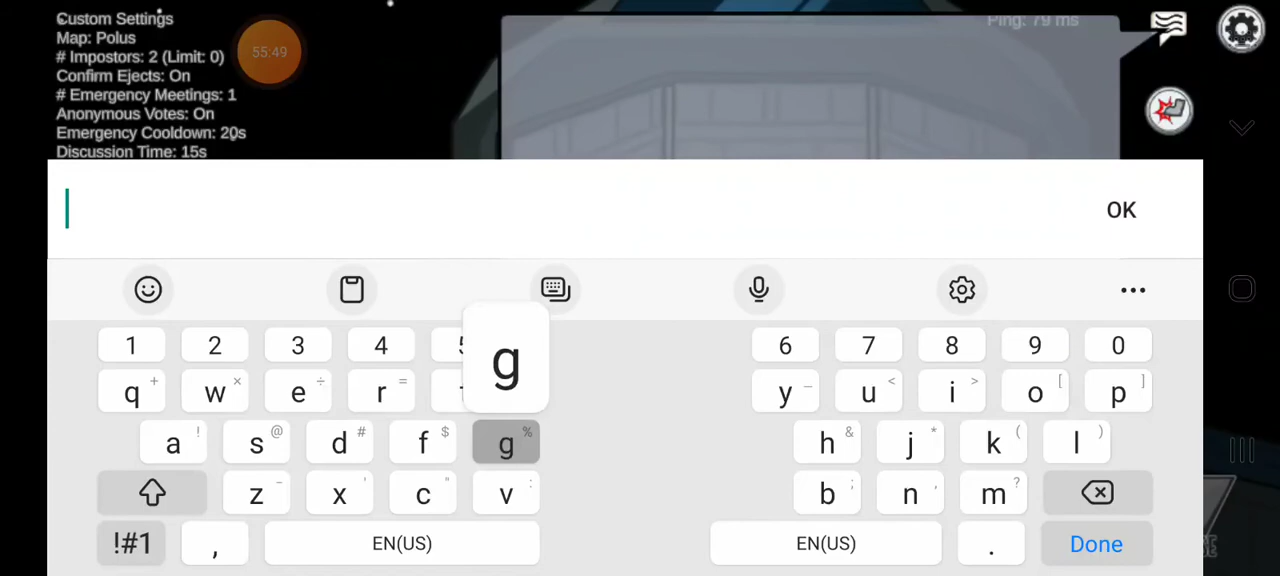 Custom Settings
Map: Polus
# Impostors: 2 (Limit: 0)
Confirm Ejects: On
# Emergency Meetings: 1
Anonymous Votes: On
Emergency Cooldown: 20s
Discussion Time: 15s
55:49
Ping: 79 ms
OK
1 2 3 4 5 6 7 8 9 0
g
q + w × e ÷ r = y _ u < i > o [ p ]
a ! s @ d # f $ g % h & j * k ( l )
z - x ' c " v : b ; n , m ?
!#1 , EN(US) EN(US) . Done